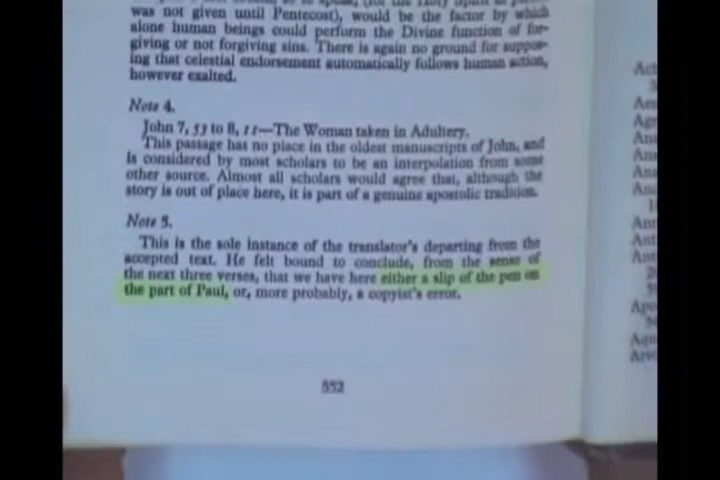 was not given until Pentecost), would be the factor by which
alone human beings could perform the Divine function of for-
giving or not forgiving sins. There is again no ground for suppos-
ing that celestial endorsement automatically follows human action,
however exalted.
Note 4.
John 7, 53 to 8, 11—The Woman taken in Adultery.
This passage has no place in the oldest manuscripts of John, and
is considered by most scholars to be an interpolation from some
other source. Almost all scholars would agree that, although the
story is out of place here, it is part of a genuine apostolic tradition.
Note 5.
This is the sole instance of the translator's departing from the
accepted text. He felt bound to conclude, from the sense of
the next three verses, that we have here either a slip of the pen on
the part of Paul, or, more probably, a copyist's error.
552